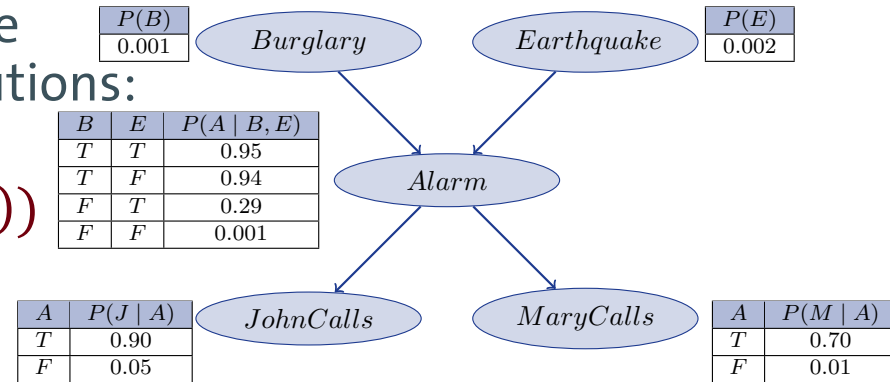 e
utions:
))
P(B)
0.001
Burglary
Earthquake
P(E)
0.002
B E P(A | B, E)
T T 0.95
T F 0.94
F T 0.29
F F 0.001
Alarm
A P(J | A)
T 0.90
F 0.05
JohnCalls
MaryCalls
A P(M | A)
T 0.70
F 0.01